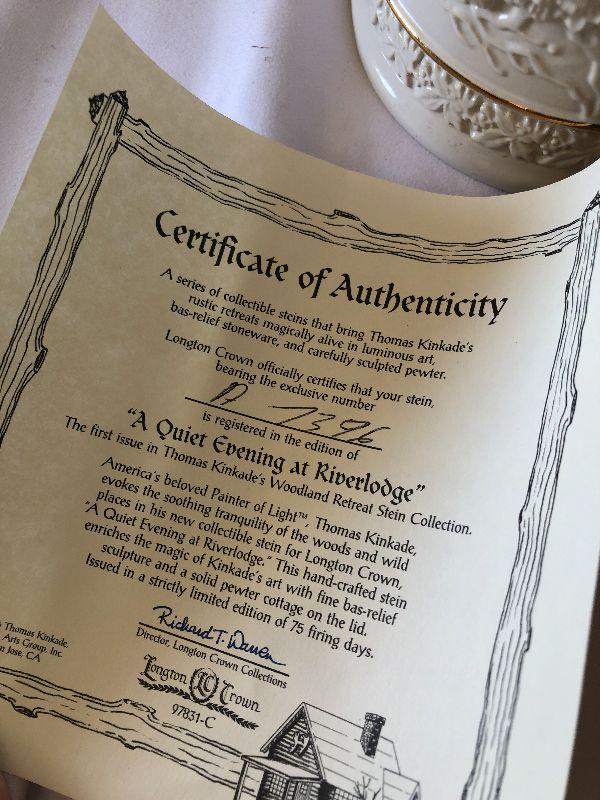 Certificate of Authenticity
A series of collectible steins that bring Thomas Kinkade's
rustic retreats magically alive in luminous art,
bas-relief stoneware, and carefully sculpted pewter.
Longton Crown officially certifies that your stein,
bearing the exclusive number
is registered in the edition of
"A Quiet Evening at Riverlodge"
The first issue in Thomas Kinkade's Woodland Retreat Stein Collection.
America's beloved Painter of Light™, Thomas Kinkade,
evokes the soothing tranquility of the woods and wild
places in his new collectible stein for Longton Crown,
"A Quiet Evening at Riverlodge." This hand-crafted stein
enriches the magic of Kinkade's art with fine bas-relief
sculpture and a solid pewter cottage on the lid.
Issued in a strictly limited edition of 75 firing days.
Richard T. Warren
Director, Longton Crown Collections
Longton LC Crown
97831-C
Thomas Kinkade,
Arts Group, Inc.
n Jose, CA